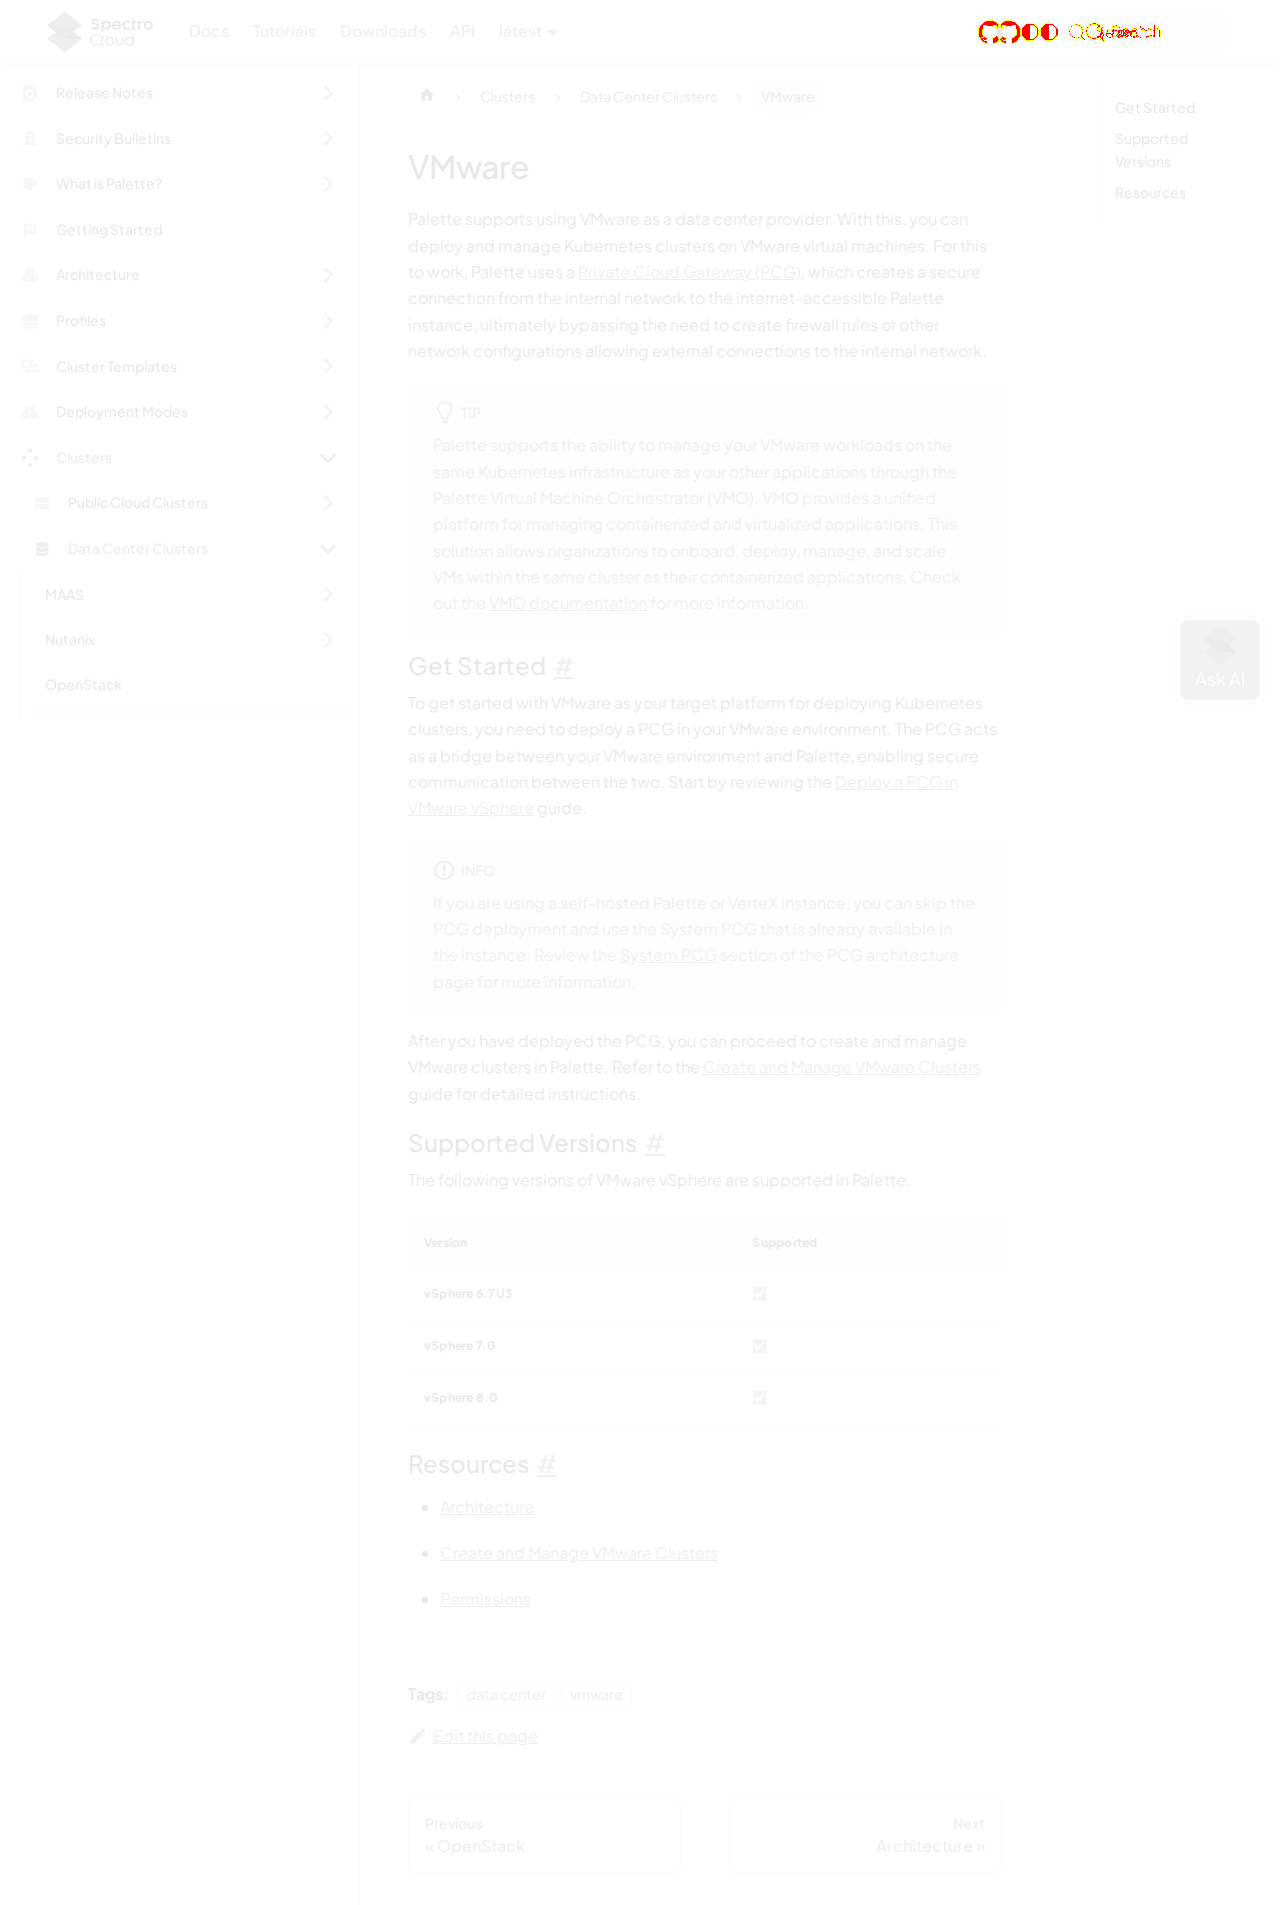 Spectro
Cloud
Docs
Tutorials
Downloads
API
latest
Search
Release Notes
Security Bulletins
What is Palette?
Getting Started
Architecture
Profiles
Cluster Templates
Deployment Modes
Clusters
Public Cloud Clusters
Data Center Clusters
MAAS
Nutanix
OpenStack
Clusters
Data Center Clusters
VMware
VMware
Palette supports using VMware as a data center provider. With this, you can
deploy and manage Kubernetes clusters on VMware virtual machines. For this
to work, Palette uses a Private Cloud Gateway (PCG), which creates a secure
connection from the internal network to the internet-accessible Palette
instance, ultimately bypassing the need to create firewall rules or other
network configurations allowing external connections to the internal network.
TIP
Palette supports the ability to manage your VMware workloads on the
same Kubernetes infrastructure as your other applications through the
Palette Virtual Machine Orchestrator (VMO). VMO provides a unified
platform for managing containerized and virtualized applications. This
solution allows organizations to onboard, deploy, manage, and scale
VMs within the same cluster as their containerized applications. Check
out the VMO documentation for more information.
Get Started #
To get started with VMware as your target platform for deploying Kubernetes
clusters, you need to deploy a PCG in your VMware environment. The PCG acts
as a bridge between your VMware environment and Palette, enabling secure
communication between the two. Start by reviewing the Deploy a PCG in
VMware vSphere guide.
INFO
If you are using a self-hosted Palette or VerteX instance, you can skip the
PCG deployment and use the System PCG that is already available in
the instance. Review the System PCG section of the PCG architecture
page for more information.
After you have deployed the PCG, you can proceed to create and manage
VMware clusters in Palette. Refer to the Create and Manage VMware Clusters
guide for detailed instructions.
Supported Versions #
The following versions of VMware vSphere are supported in Palette.
Version Supported
vSphere 6.7U3 ✅
vSphere 7.0 ✅
vSphere 8.0 ✅
Resources #
Architecture
Create and Manage VMware Clusters
Permissions
Tags: data center vmware
Edit this page
Previous
« OpenStack
Next
Architecture »
Get Started
Supported
Versions
Resources
Ask AI